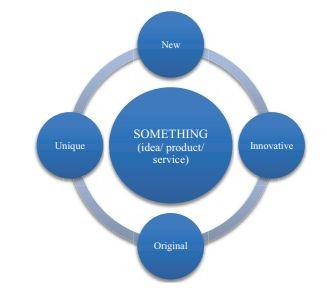 New
SOMETHING
(idea/ product/
service)
Unique
Innovative
Original